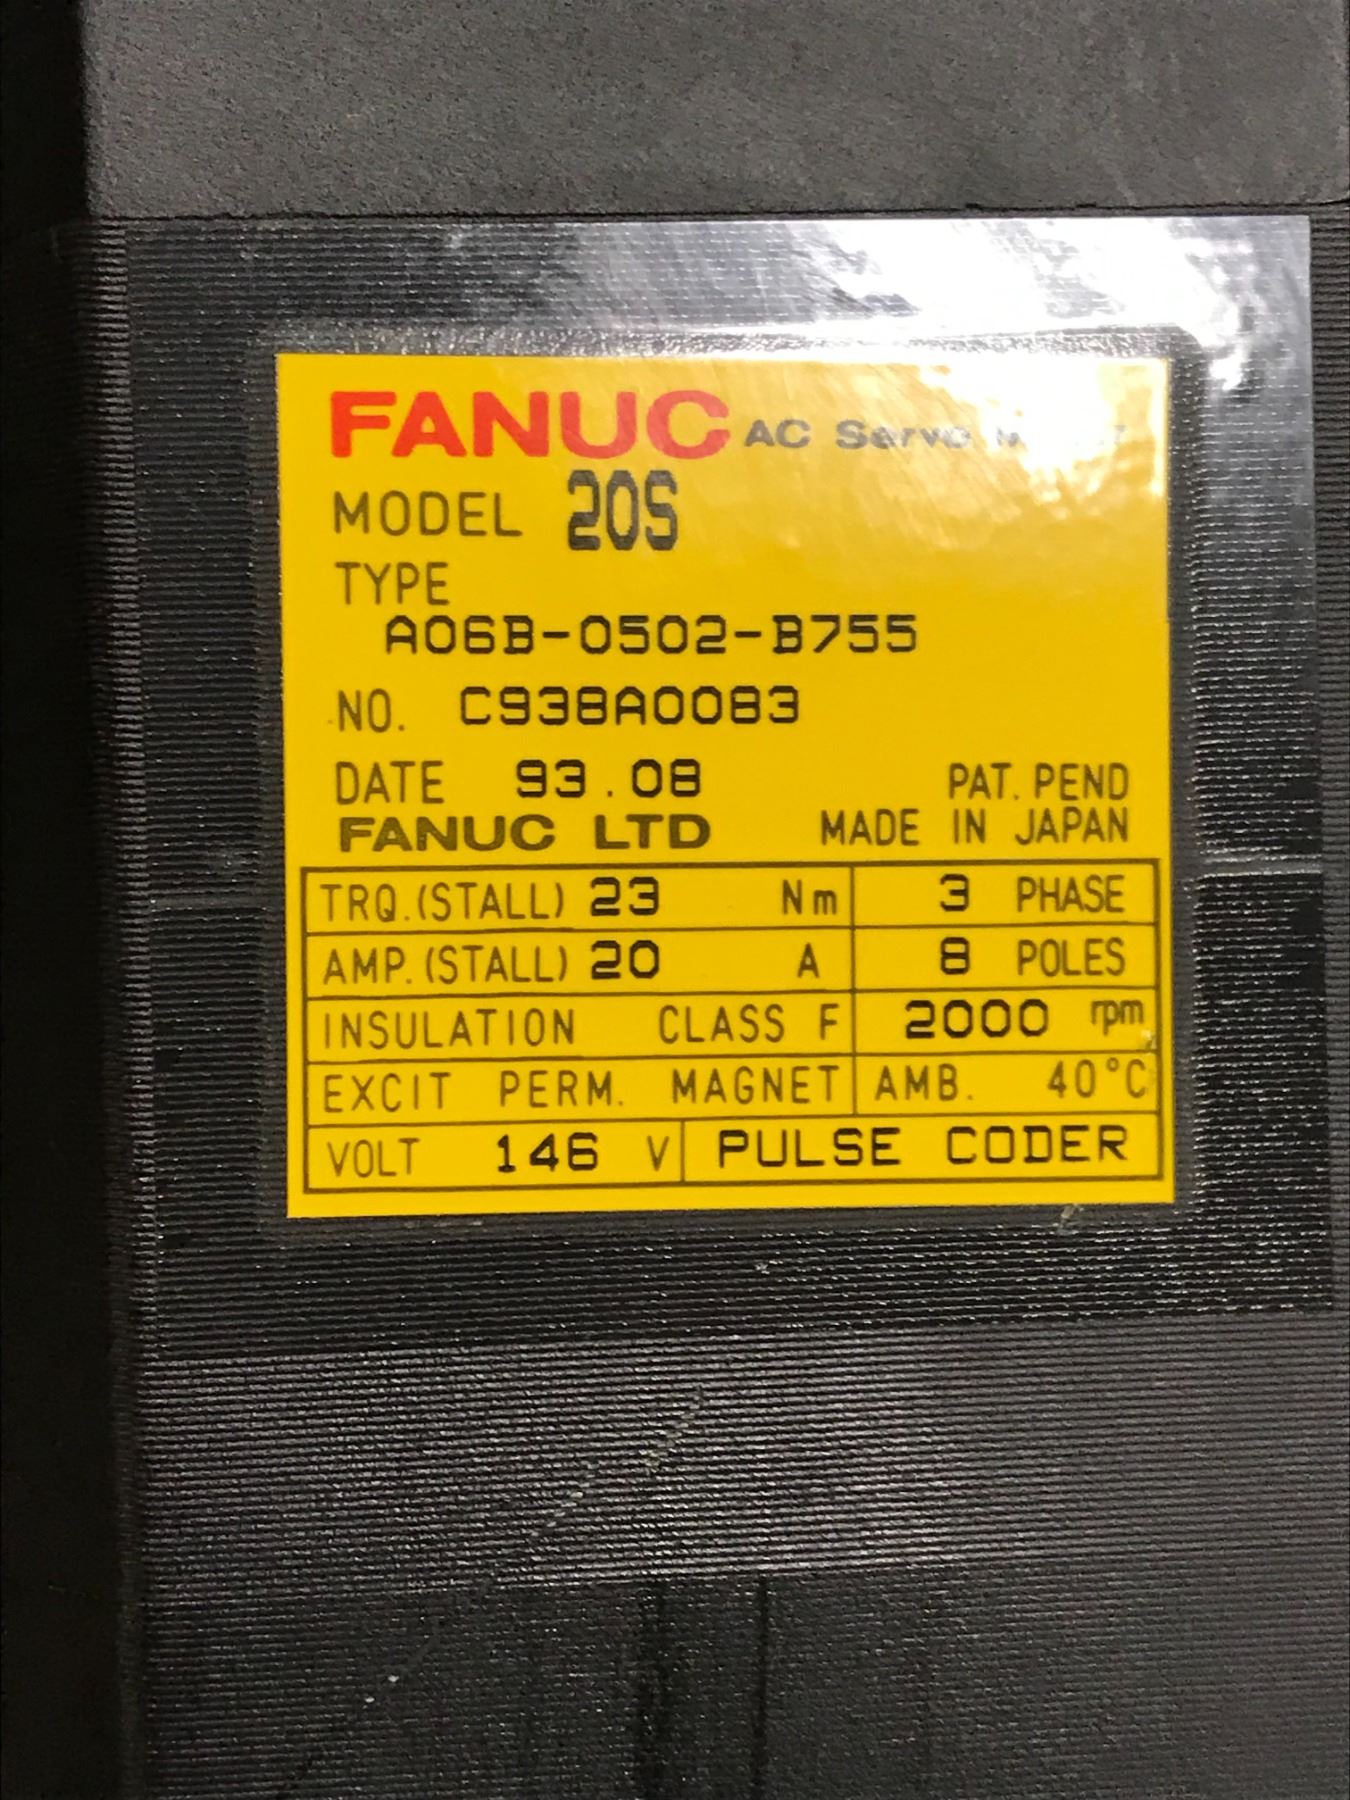 FANUC AC Servo
MODEL 20S
TYPE
A06B-0502-B755
NO. C938A0083
DATE 93.08 PAT. PEND
FANUC LTD MADE IN JAPAN
TRQ.(STALL) 23 Nm 3 PHASE
AMP.(STALL) 20 A 8 POLES
INSULATION CLASS F 2000 rpm
EXCIT PERM. MAGNET AMB. 40°C
VOLT 146 V PULSE CODER